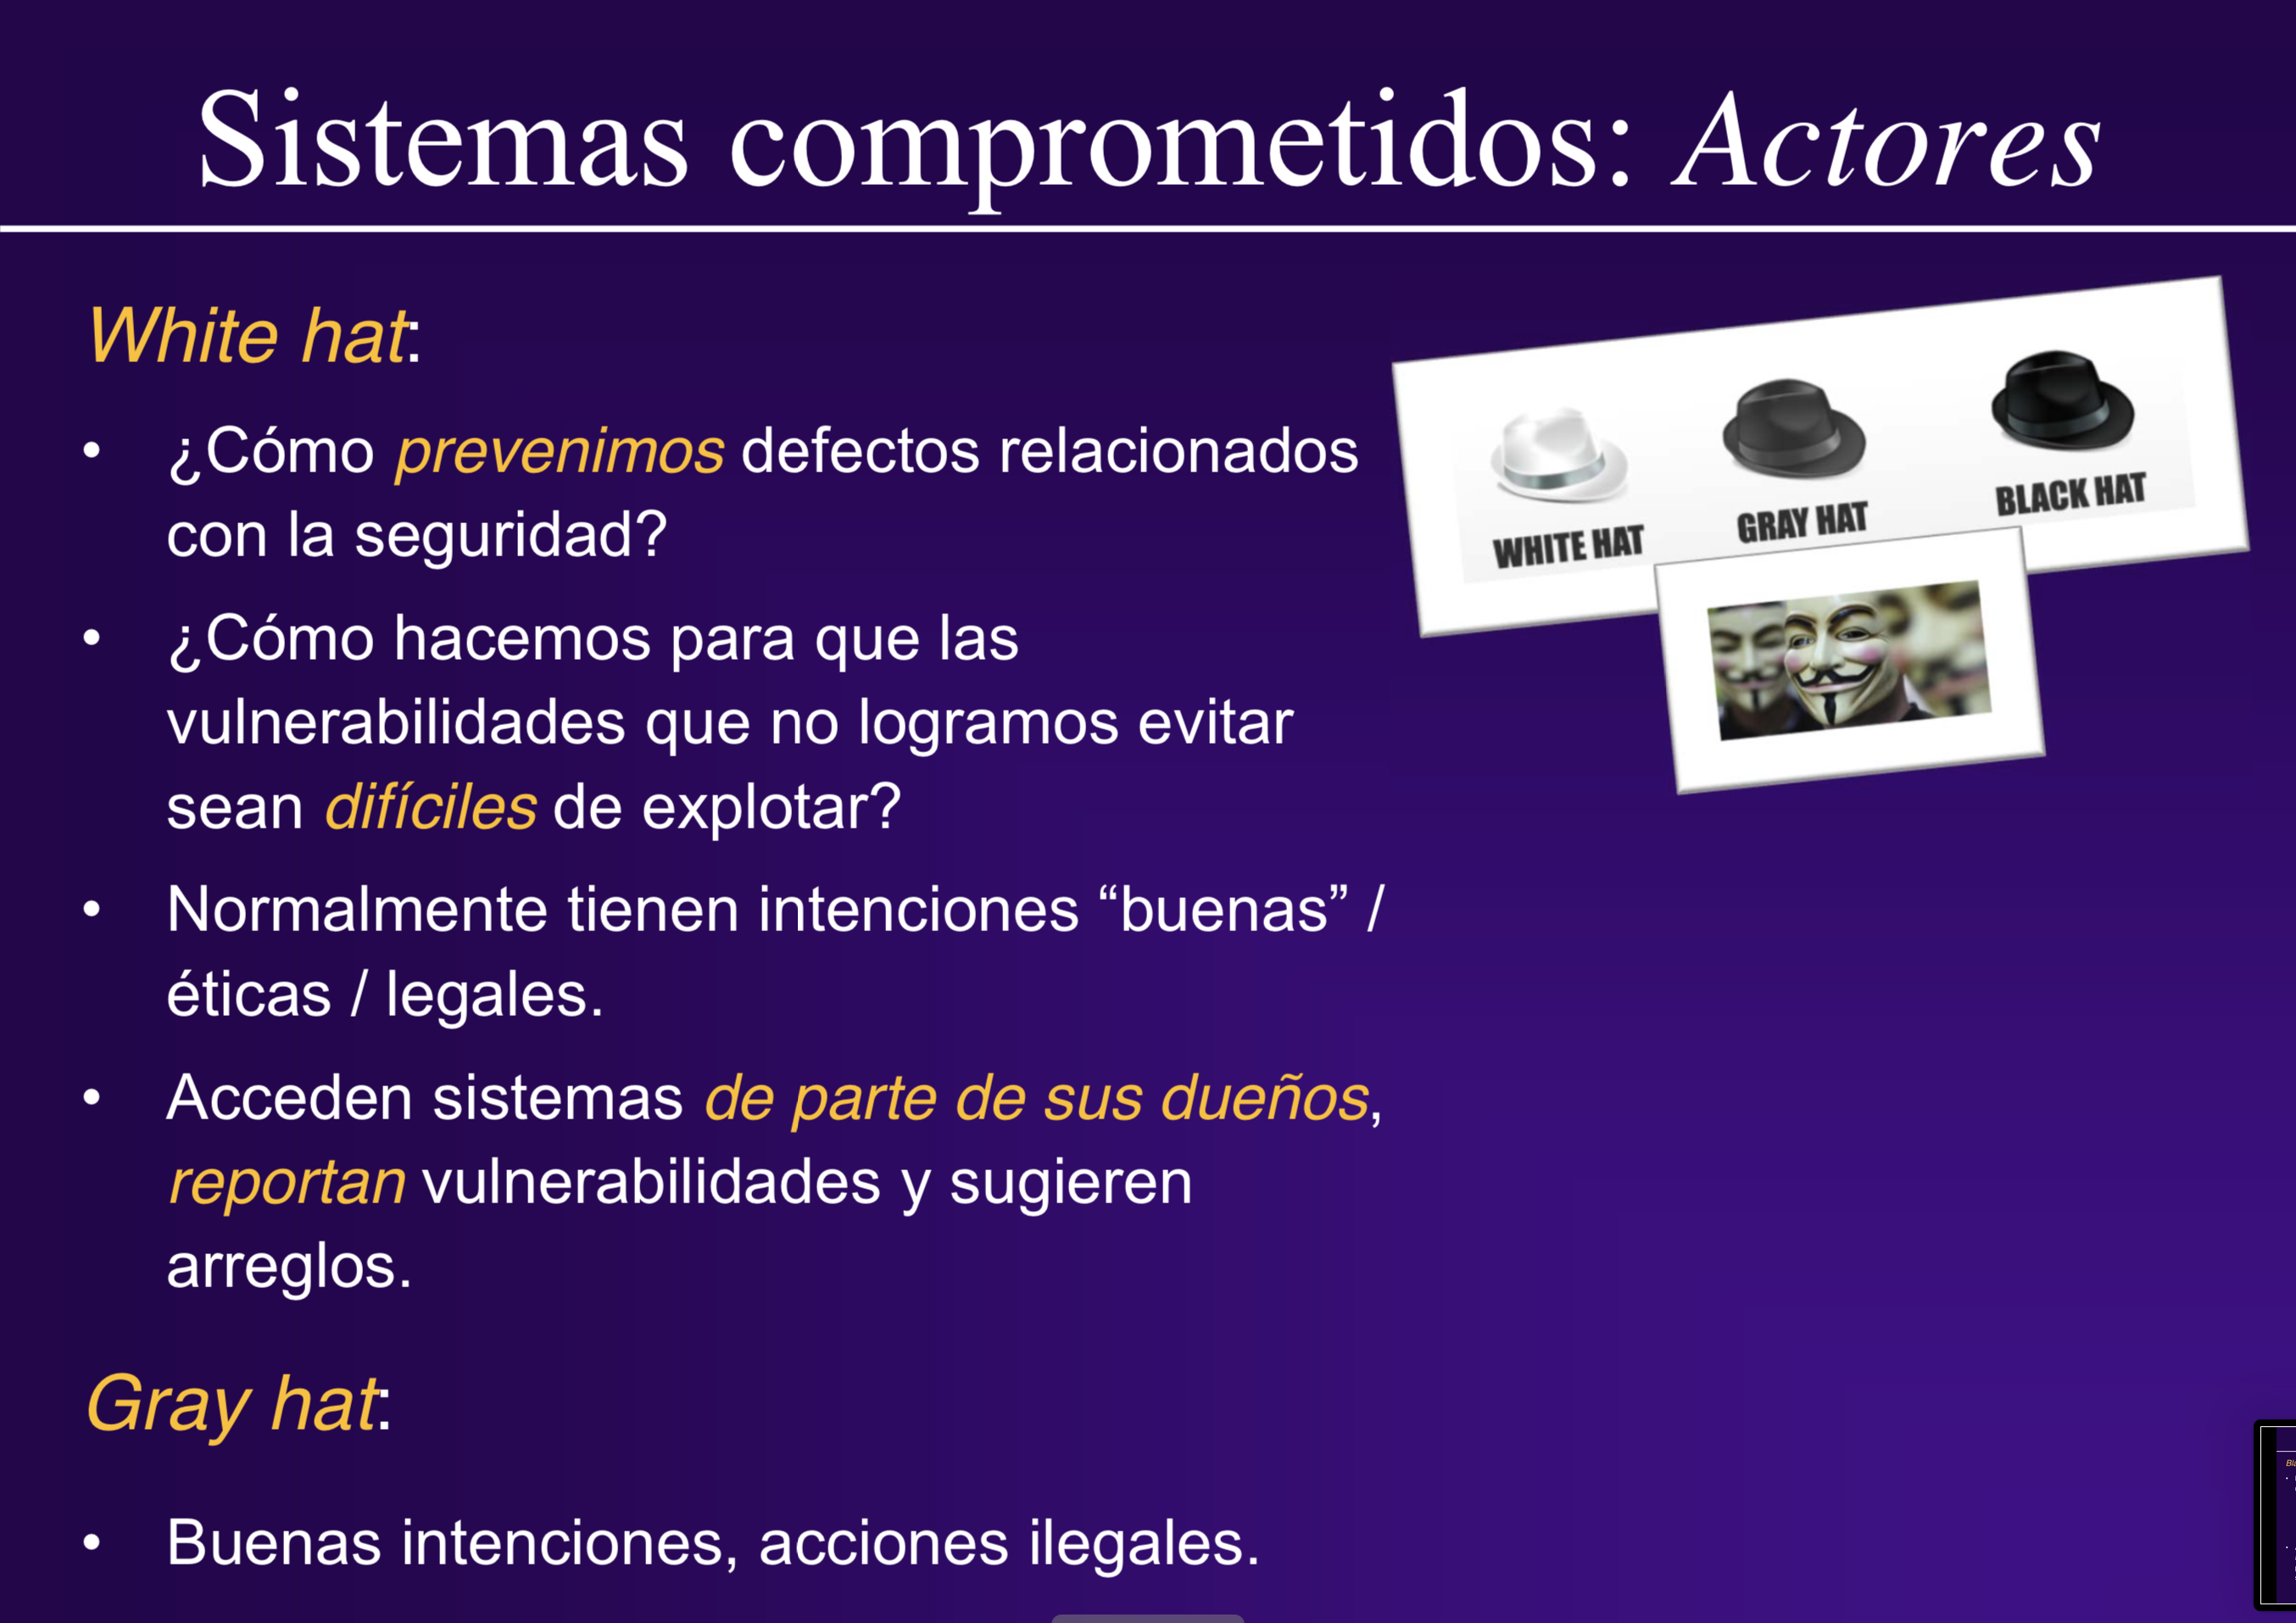 Sistemas comprometidos: Actores
White hat:
• ¿Cómo prevenimos defectos relacionados
con la seguridad?
• ¿Cómo hacemos para que las
vulnerabilidades que no logramos evitar
sean difíciles de explotar?
• Normalmente tienen intenciones “buenas” /
éticas / legales.
• Acceden sistemas de parte de sus dueños,
reportan vulnerabilidades y sugieren
arreglos.
Gray hat:
• Buenas intenciones, acciones ilegales.
WHITE HAT
GRAY HAT
BLACK HAT